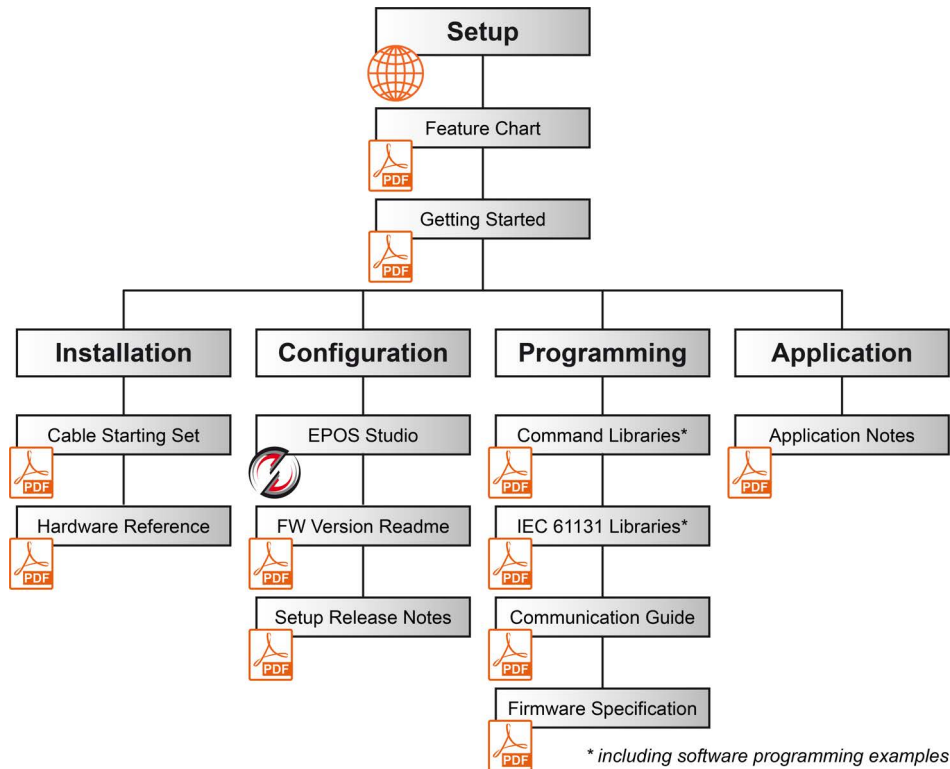 Setup
Feature Chart
PDF
Getting Started
PDF
Installation
Configuration
Programming
Application
Cable Starting Set
PDF
EPOS Studio
Command Libraries*
PDF
Application Notes
PDF
Hardware Reference
PDF
FW Version Readme
PDF
IEC 61131 Libraries*
PDF
Setup Release Notes
PDF
Communication Guide
PDF
Firmware Specification
PDF
* including software programming examples